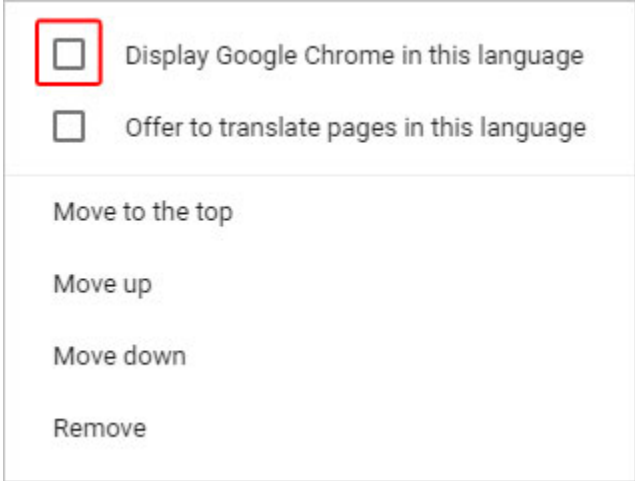 Display Google Chrome in this language
Offer to translate pages in this language
Move to the top
Move up
Move down
Remove